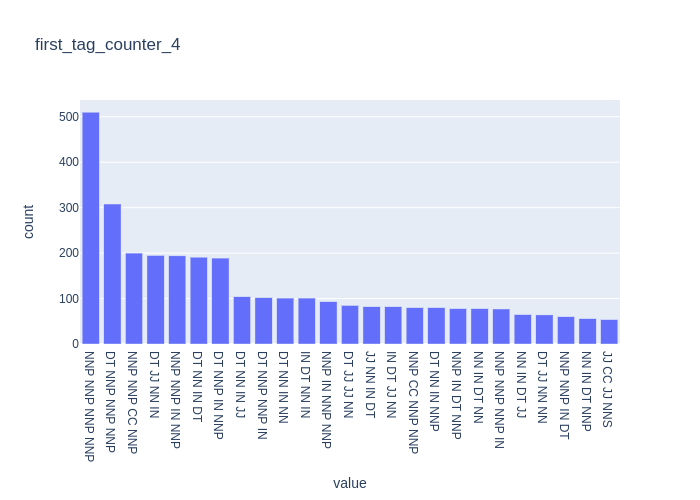 first_tag_counter_4
500
400
300
200
100
0
count
NNP NNP NNP NNP
DT NNP NNP NNP
NNP NNP CC NNP
DT JJ NN IN
NNP NNP IN NNP
DT NN IN DT
DT NNP IN NNP
DT NN IN JJ
DT NNP NNP IN
DT NN IN NN
IN DT NN IN
NNP IN NNP NNP
DT JJ JJ NN
JJ NN IN DT
IN DT JJ NN
NNP CC NNP NNP
DT NN IN NNP
NNP IN DT NNP
NN IN DT NN
NNP NNP NNP IN
NN IN DT JJ
DT JJ NN NN
NNP NNP IN DT
NN IN DT NNP
JJ CC JJ NNS
value